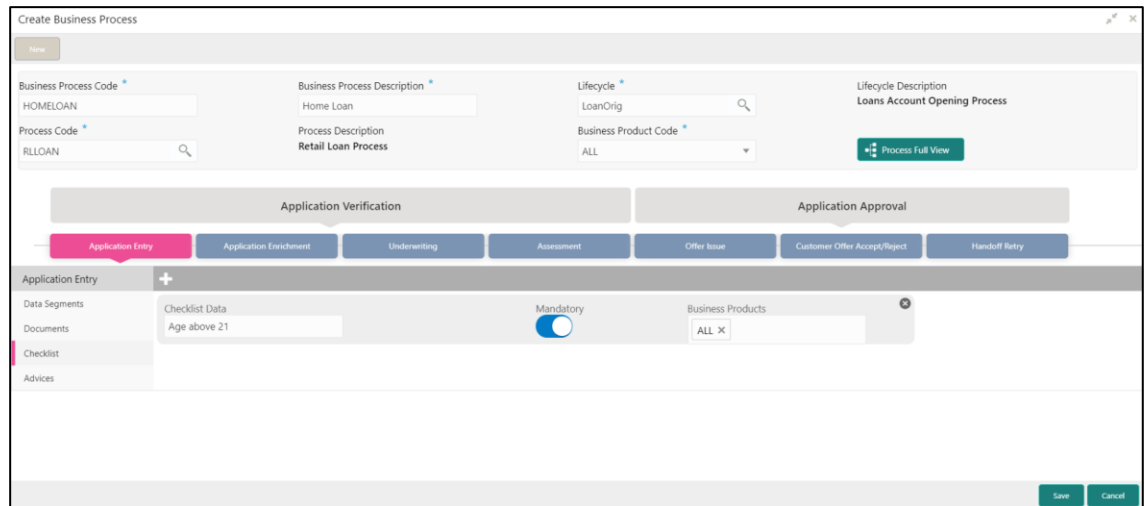 Create Business Process
New
Business Process Code *
Business Process Description *
Lifecycle *
Lifecycle Description
HOMELOAN
Home Loan
LoanOrig
Loans Account Opening Process
Process Code *
Process Description
Business Product Code *
RLLOAN
Retail Loan Process
ALL
Process Full View
Application Verification
Application Approval
Application Entry
Application Enrichment
Underwriting
Assessment
Offer Issue
Customer Offer Accept/Reject
Handoff Retry
Application Entry
Data Segments
Documents
Checklist
Advices
Checklist Data
Mandatory
Business Products
Age above 21
ALL ×
Save
Cancel